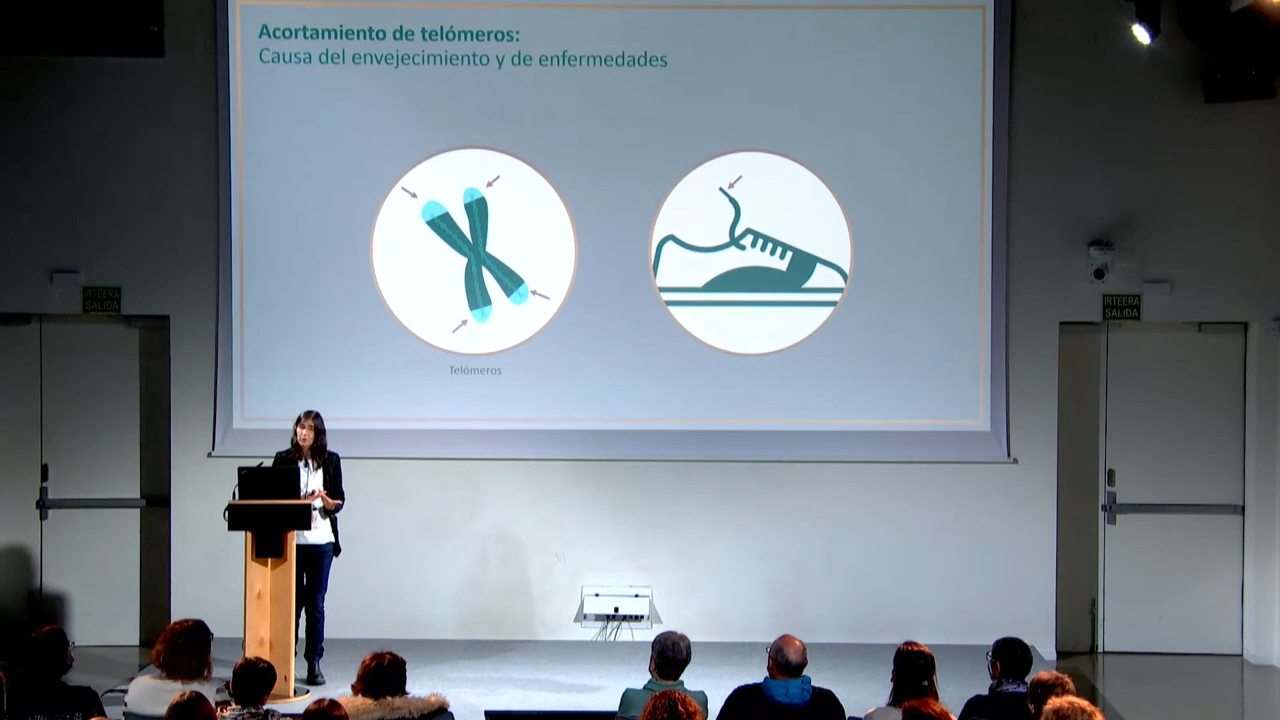 Acortamiento de telómeros:
Causa del envejecimiento y de enfermedades
Telómeros
IRTEERA
SALIDA
IRTEERA
SALIDA